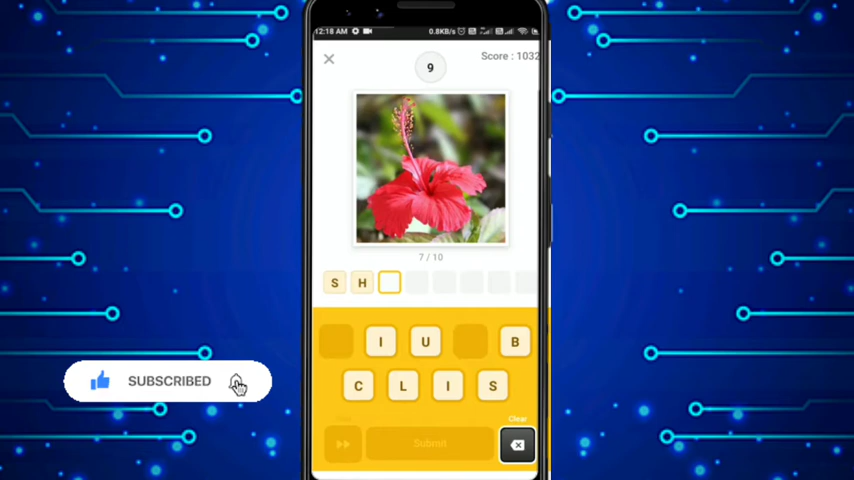 12:18 AM 0.8KB/s
Score : 1032
9
7 / 10
S H
I U B
C L I S
SUBSCRIBED
Clear
Submit